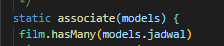 */
static associate(models) {
film.hasMany(models.jadwal)